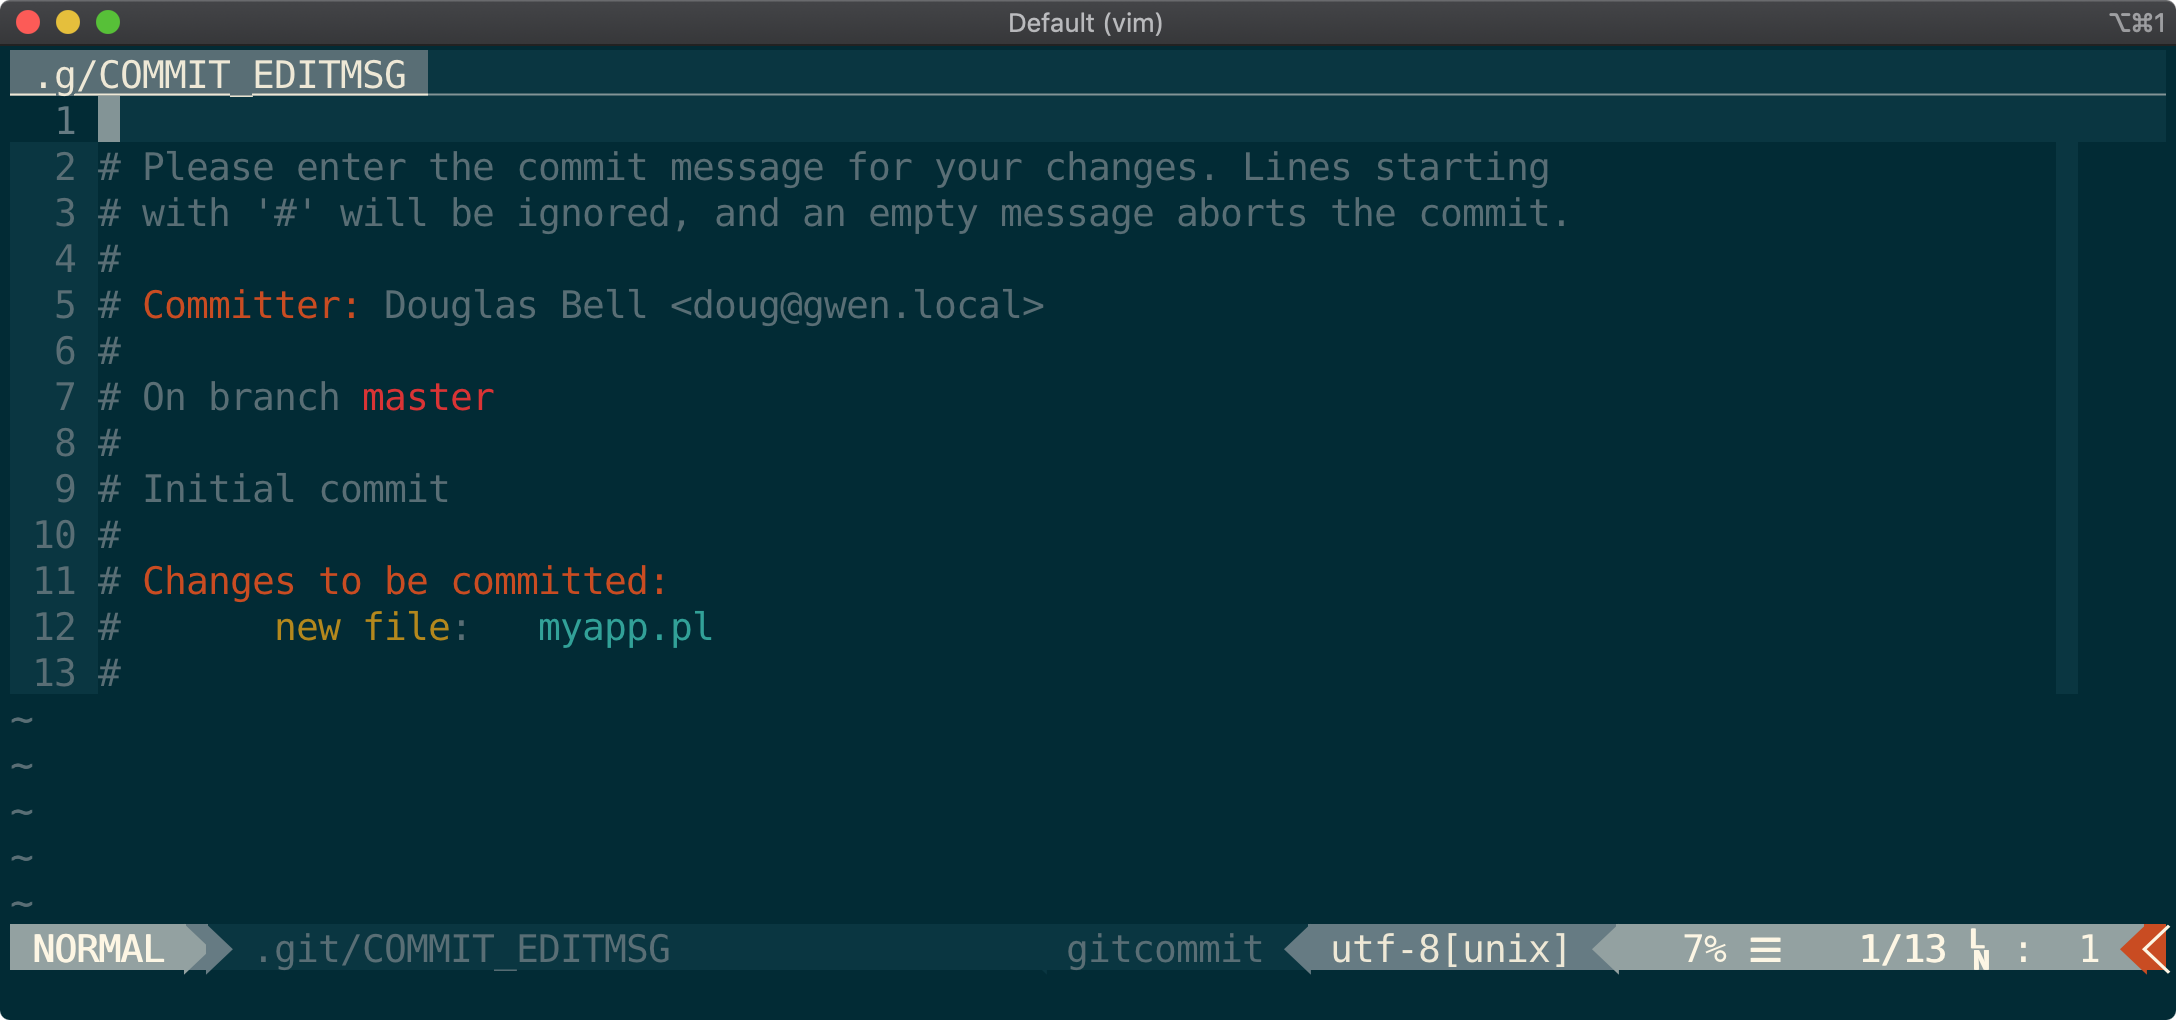 Default (vim) ⌥⌘1
.g/COMMIT_EDITMSG
1
2 # Please enter the commit message for your changes. Lines starting
3 # with '#' will be ignored, and an empty message aborts the commit.
4 #
5 # Committer: Douglas Bell <doug@gwen.local>
6 #
7 # On branch master
8 #
9 # Initial commit
10 #
11 # Changes to be committed:
12 #       new file:   myapp.pl
13 #
~
~
~
~
~
NORMAL .git/COMMIT_EDITMSG gitcommit utf-8[unix] 7% ☰ 1/13 ␤ : 1